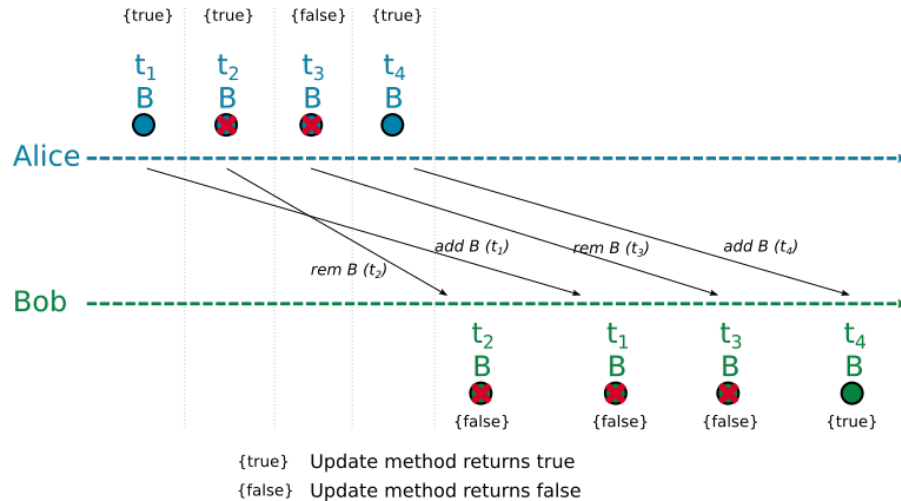 {true} {true} {false} {true}
t₁ t₂ t₃ t₄
B B B B
Alice
add B (t₁) rem B (t₃) add B (t₄)
rem B (t₂)
Bob
t₂ t₁ t₃ t₄
B B B B
{false} {false} {false} {true}
{true} Update method returns true
{false} Update method returns false